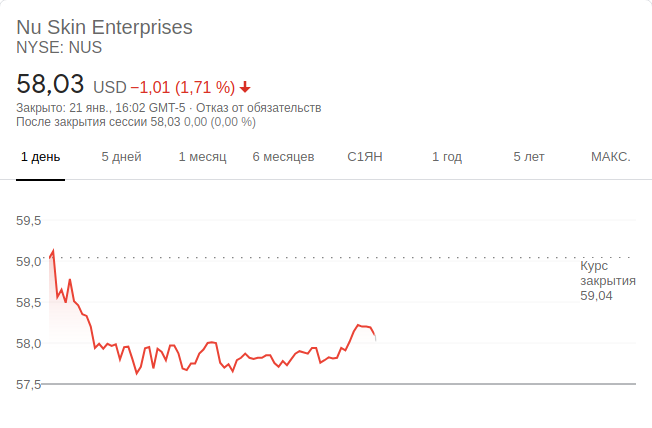 Nu Skin Enterprises
NYSE: NUS
58,03 USD −1,01 (1,71 %)
Закрыто: 21 янв., 16:02 GMT-5 · Отказ от обязательств
После закрытия сессии 58,03 0,00 (0,00 %)
1 день 5 дней 1 месяц 6 месяцев С1ЯН 1 год 5 лет МАКС.
59,5
59,0
58,5
58,0
57,5
Курс
закрытия
59,04